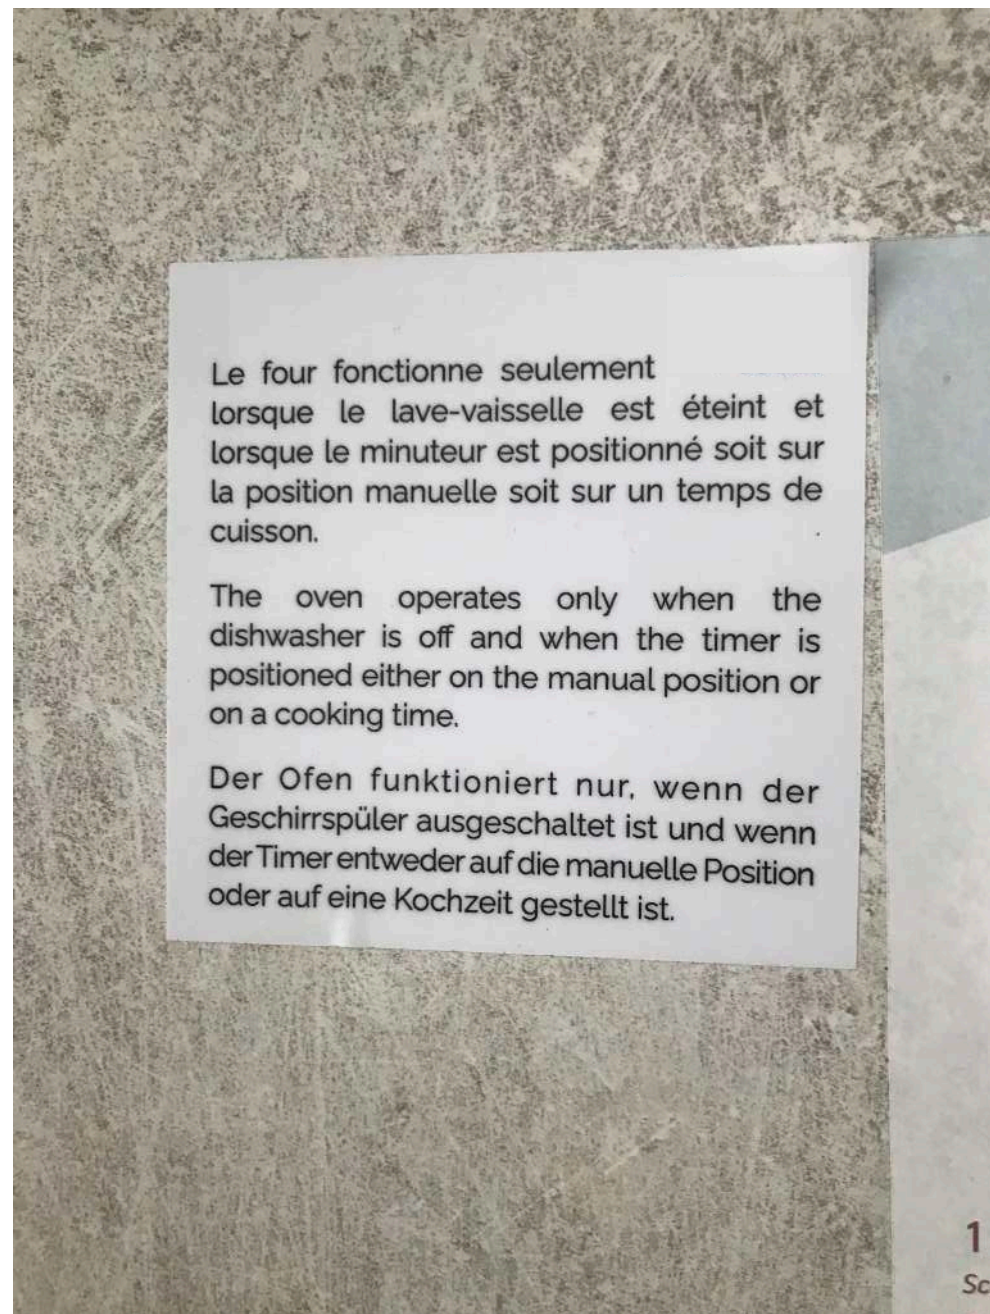 Le four fonctionne seulement
lorsque le lave-vaisselle est éteint et
lorsque le minuteur est positionné soit sur
la position manuelle soit sur un temps de
cuisson.
The oven operates only when the
dishwasher is off and when the timer is
positioned either on the manual position or
on a cooking time.
Der Ofen funktioniert nur, wenn der
Geschirrspüler ausgeschaltet ist und wenn
der Timer entweder auf die manuelle Position
oder auf eine Kochzeit gestellt ist.
1
Sc